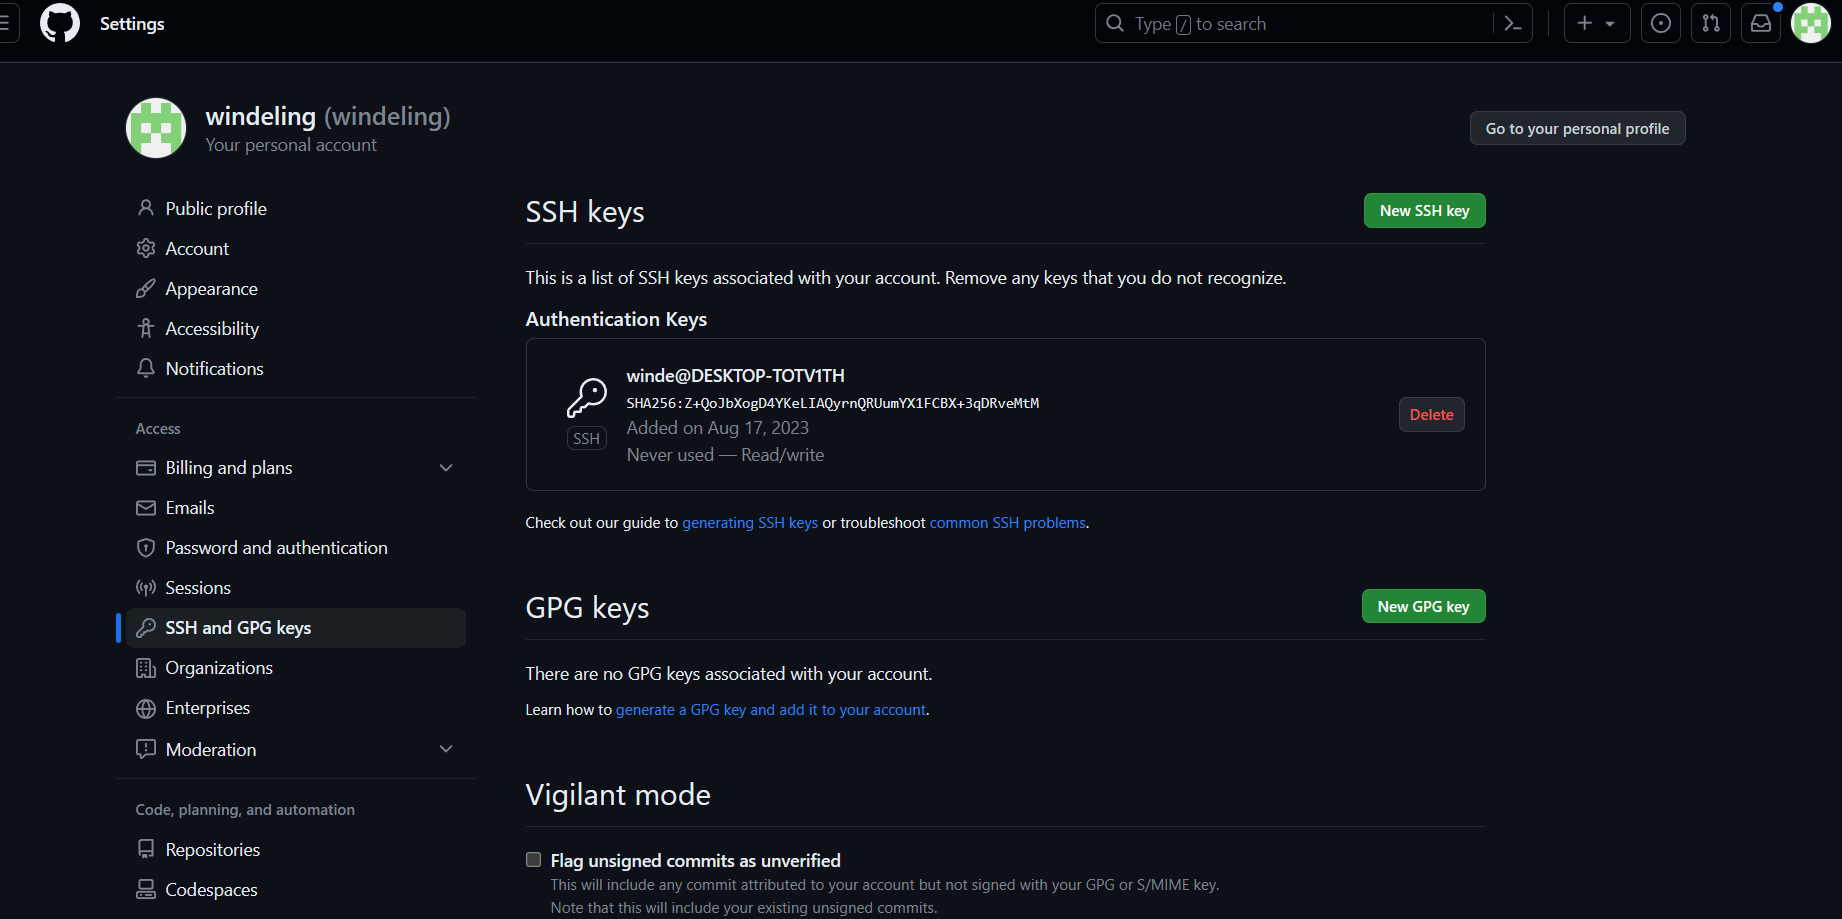 Settings
Type / to search
windeling (windeling)
Your personal account
Go to your personal profile
Public profile
Account
Appearance
Accessibility
Notifications
Access
Billing and plans
Emails
Password and authentication
Sessions
SSH and GPG keys
Organizations
Enterprises
Moderation
Code, planning, and automation
Repositories
Codespaces
SSH keys
New SSH key
This is a list of SSH keys associated with your account. Remove any keys that you do not recognize.
Authentication Keys
winde@DESKTOP-TOTV1TH
SHA256:Z+QoJbXogD4YKeLIAQyrnQRUumYX1FCBX+3qDRveMtM
Added on Aug 17, 2023
Never used — Read/write
SSH
Delete
Check out our guide to generating SSH keys or troubleshoot common SSH problems.
GPG keys
New GPG key
There are no GPG keys associated with your account.
Learn how to generate a GPG key and add it to your account.
Vigilant mode
Flag unsigned commits as unverified
This will include any commit attributed to your account but not signed with your GPG or S/MIME key.
Note that this will include your existing unsigned commits.